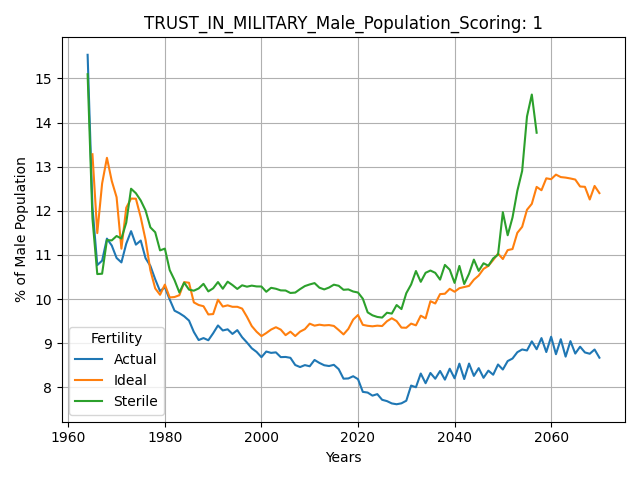 TRUST_IN_MILITARY_Male_Population_Scoring: 1
% of Male Population
15
14
13
12
11
10
9
8
Fertility
Actual
Ideal
Sterile
1960 1980 2000 2020 2040 2060
Years